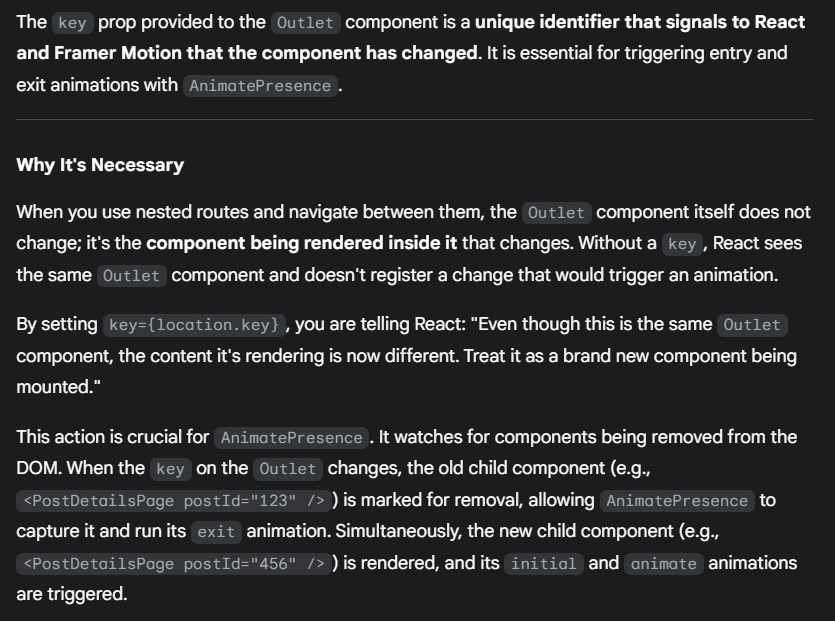 The key prop provided to the Outlet component is a unique identifier that signals to React
and Framer Motion that the component has changed. It is essential for triggering entry and
exit animations with AnimatePresence.
Why It's Necessary
When you use nested routes and navigate between them, the Outlet component itself does not
change; it's the component being rendered inside it that changes. Without a key, React sees
the same Outlet component and doesn't register a change that would trigger an animation.
By setting key={location.key}, you are telling React: "Even though this is the same Outlet
component, the content it's rendering is now different. Treat it as a brand new component being
mounted."
This action is crucial for AnimatePresence. It watches for components being removed from the
DOM. When the key on the Outlet changes, the old child component (e.g.,
<PostDetailsPage postId="123" />) is marked for removal, allowing AnimatePresence to
capture it and run its exit animation. Simultaneously, the new child component (e.g.,
<PostDetailsPage postId="456" />) is rendered, and its initial and animate animations
are triggered.